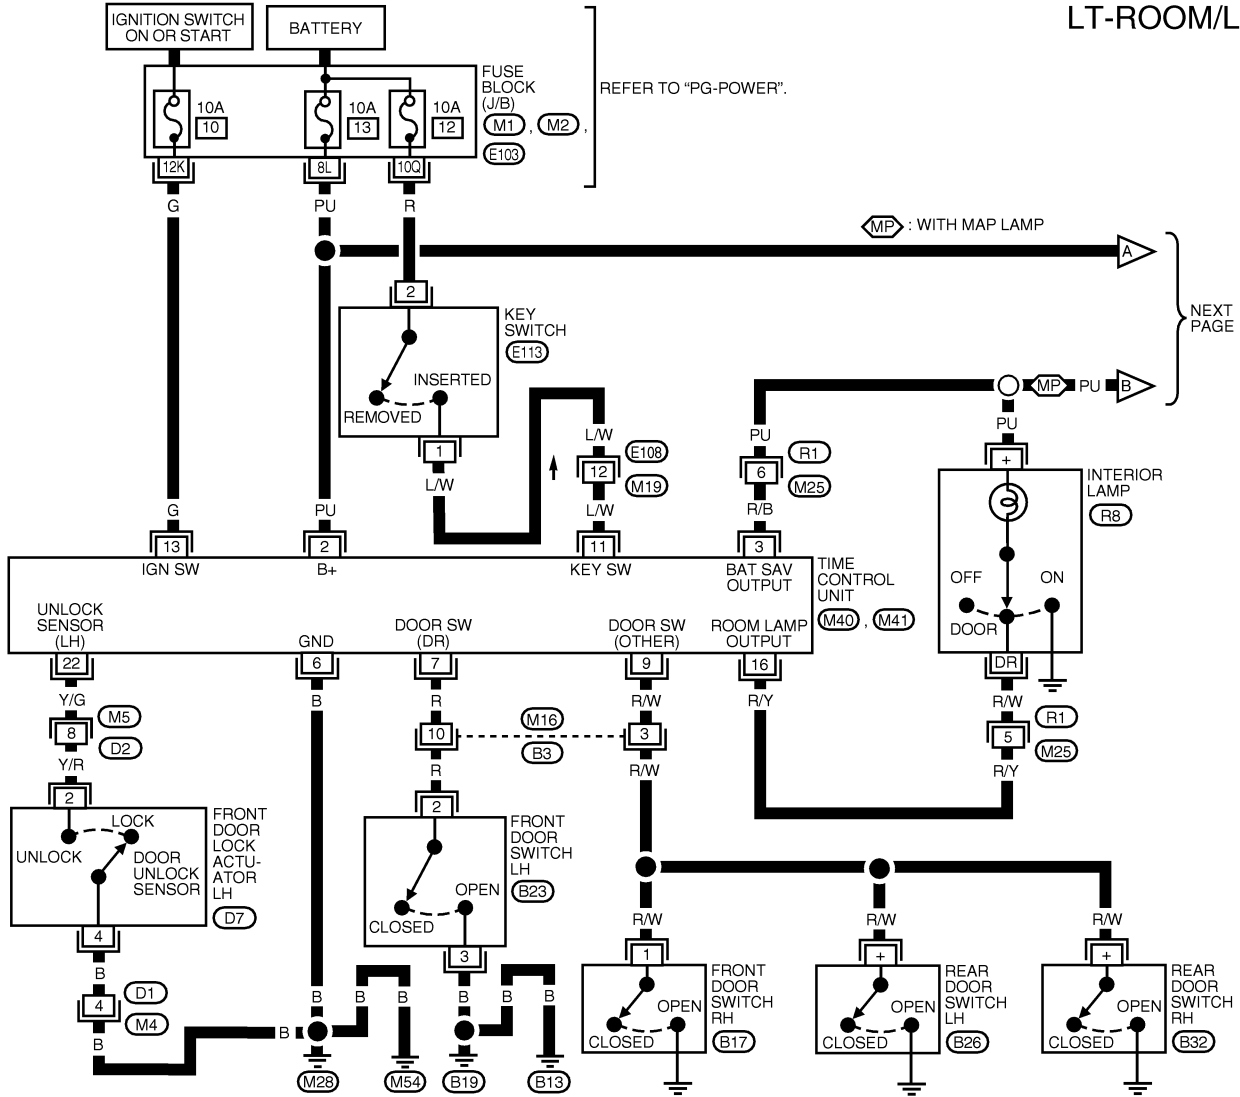 LT-ROOM/L
IGNITION SWITCH
ON OR START
BATTERY
FUSE
BLOCK
(J/B)
M1 , M2 ,
E103
REFER TO “PG-POWER”.
10A
10
10A
13
10A
12
12K
8L
10Q
G
PU
R
MP : WITH MAP LAMP
A
NEXT
PAGE
2
KEY
SWITCH
E113
INSERTED
REMOVED
1
L/W
L/W
12
E108
M19
L/W
PU
6
R1
M25
R/B
MP
PU
B
PU
+
INTERIOR
LAMP
R8
OFF
ON
DOOR
DR
R/W
5
R1
M25
R/Y
G
PU
13
2
11
3
IGN SW
B+
KEY SW
BAT SAV
OUTPUT
TIME
CONTROL
UNIT
M40 , M41
UNLOCK
SENSOR
(LH)
GND
DOOR SW
(DR)
DOOR SW
(OTHER)
ROOM LAMP
OUTPUT
22
6
7
9
16
Y/G
B
R
R/W
R/Y
8
M5
D2
10
M16
B3
3
Y/R
R
R/W
2
LOCK
UNLOCK
DOOR
UNLOCK
SENSOR
FRONT
DOOR
LOCK
ACTU-
ATOR
LH
D7
4
B
4
D1
M4
B
B
2
OPEN
CLOSED
FRONT
DOOR
SWITCH
LH
B23
3
B
B
B
B
B
B
M28
M54
B19
B13
R/W
R/W
R/W
1
+
+
OPEN
CLOSED
FRONT
DOOR
SWITCH
RH
B17
OPEN
CLOSED
REAR
DOOR
SWITCH
LH
B26
OPEN
CLOSED
REAR
DOOR
SWITCH
RH
B32